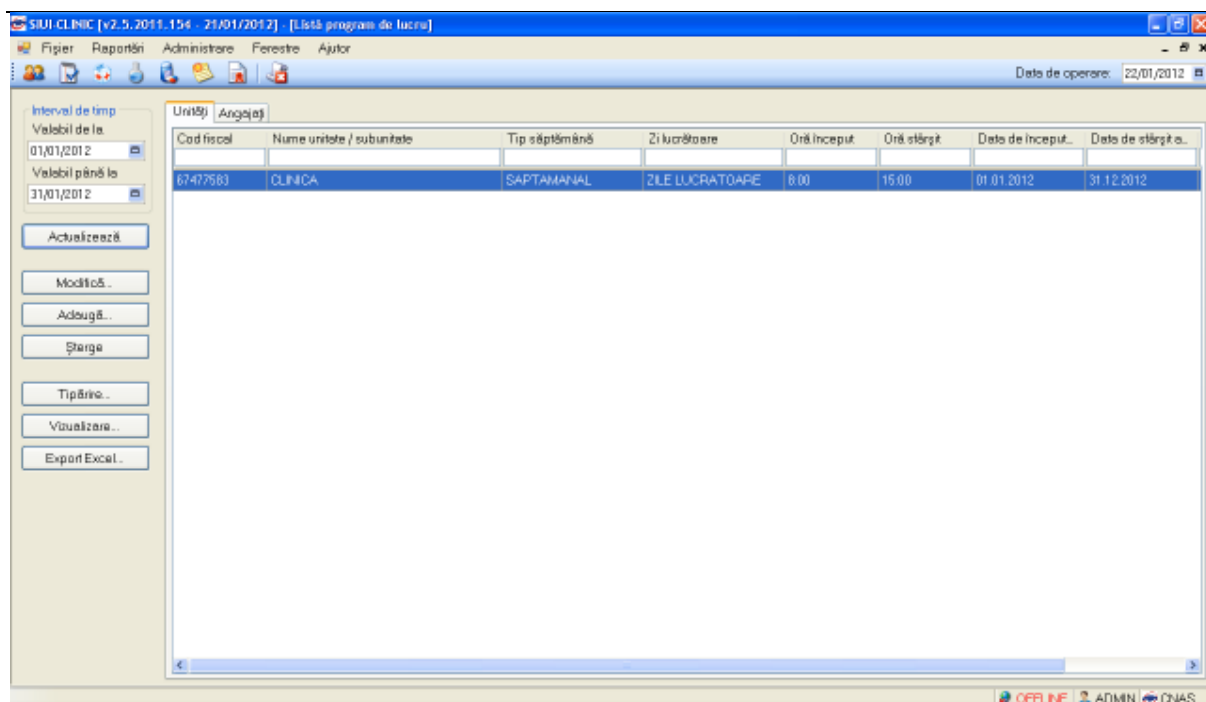 SIUI-CLINIC [v2.5.2011.154 - 21/01/2012] - [Listă program de lucru]
Fişier Raportări Administrare Ferestre Ajutor
Data de operare: 22/01/2012
Interval de timp
Valabil de la
01/01/2012
Valabil până la
31/01/2012
Actualizează
Modifică...
Adaugă...
Şterge
Tipărire...
Vizualizare...
Export Excel...
Unităţi Angajaţi
Cod fiscal Nume unitate / subunitate Tip săptămână Zi lucrătoare Oră început Oră sfârşit Data de început... Data de sfârşit a...
67477583 CLINICA SAPTAMANAL ZILE LUCRATOARE 8:00 15:00 01.01.2012 31.12.2012
OFFLINE ADMIN CNAS